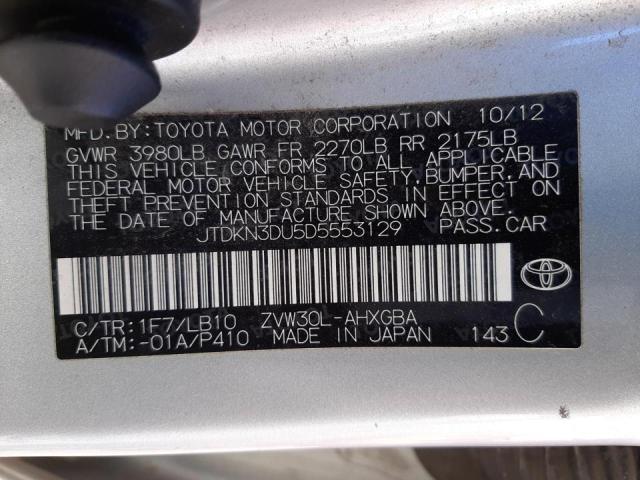 MFD. BY: TOYOTA MOTOR CORPORATION 10/12
GVWR 3980LB GAWR FR 2270LB RR 2175LB
THIS VEHICLE CONFORMS TO ALL APPLICABLE
FEDERAL MOTOR VEHICLE SAFETY, BUMPER, AND
THEFT PREVENTION STANDARDS IN EFFECT ON
THE DATE OF MANUFACTURE SHOWN ABOVE.
JTDKN3DU5D5553129 PASS. CAR
C/TR:1F7/LB10 ZVW30L-AHXGBA
A/TM:-01A/P410 MADE IN JAPAN 143 C